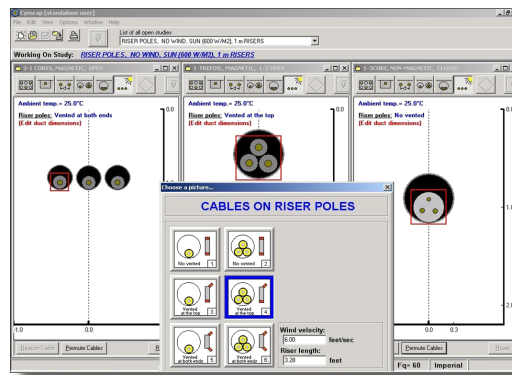 Cymcap [standalone user]
File Edit View Options Window Help
List of all open studies
RISER POLES, NO WIND, SUN (600 W/M2), 1 m RISERS
Working On Study: RISER POLES, NO WIND, SUN (600 W/M2), 1 m RISERS
3-1 CORES, MAGNETIC, OPEN
1-TREFOIL, MAGNETIC, 1/2 OPEN
1-3CORE, NON-MAGNETIC, CLOSED
Ambient temp.= 25.0°C
Riser poles: Vented at both ends
(Edit duct dimensions)
0.0
-1.0
0.0
Ambient temp.= 25.0°C
Riser poles: Vented at the top
(Edit duct dimensions)
0.0
Ambient temp.= 25.0°C
Riser poles: No vented
(Edit duct dimensions)
0.0
1.0
2.0
0.0
0.3
Choose a picture...
CABLES ON RISER POLES
No vented
1.
No vented
2.
Vented
at the top
3.
Vented
at the top
4.
Vented
at both ends
5.
Vented
at both ends
6.
Wind velocity:
6.00 feet/sec
Riser length:
3.28 feet
Reason Cable
Permute Cables
Permute Cables
Reset
Fq= 60
Imperial